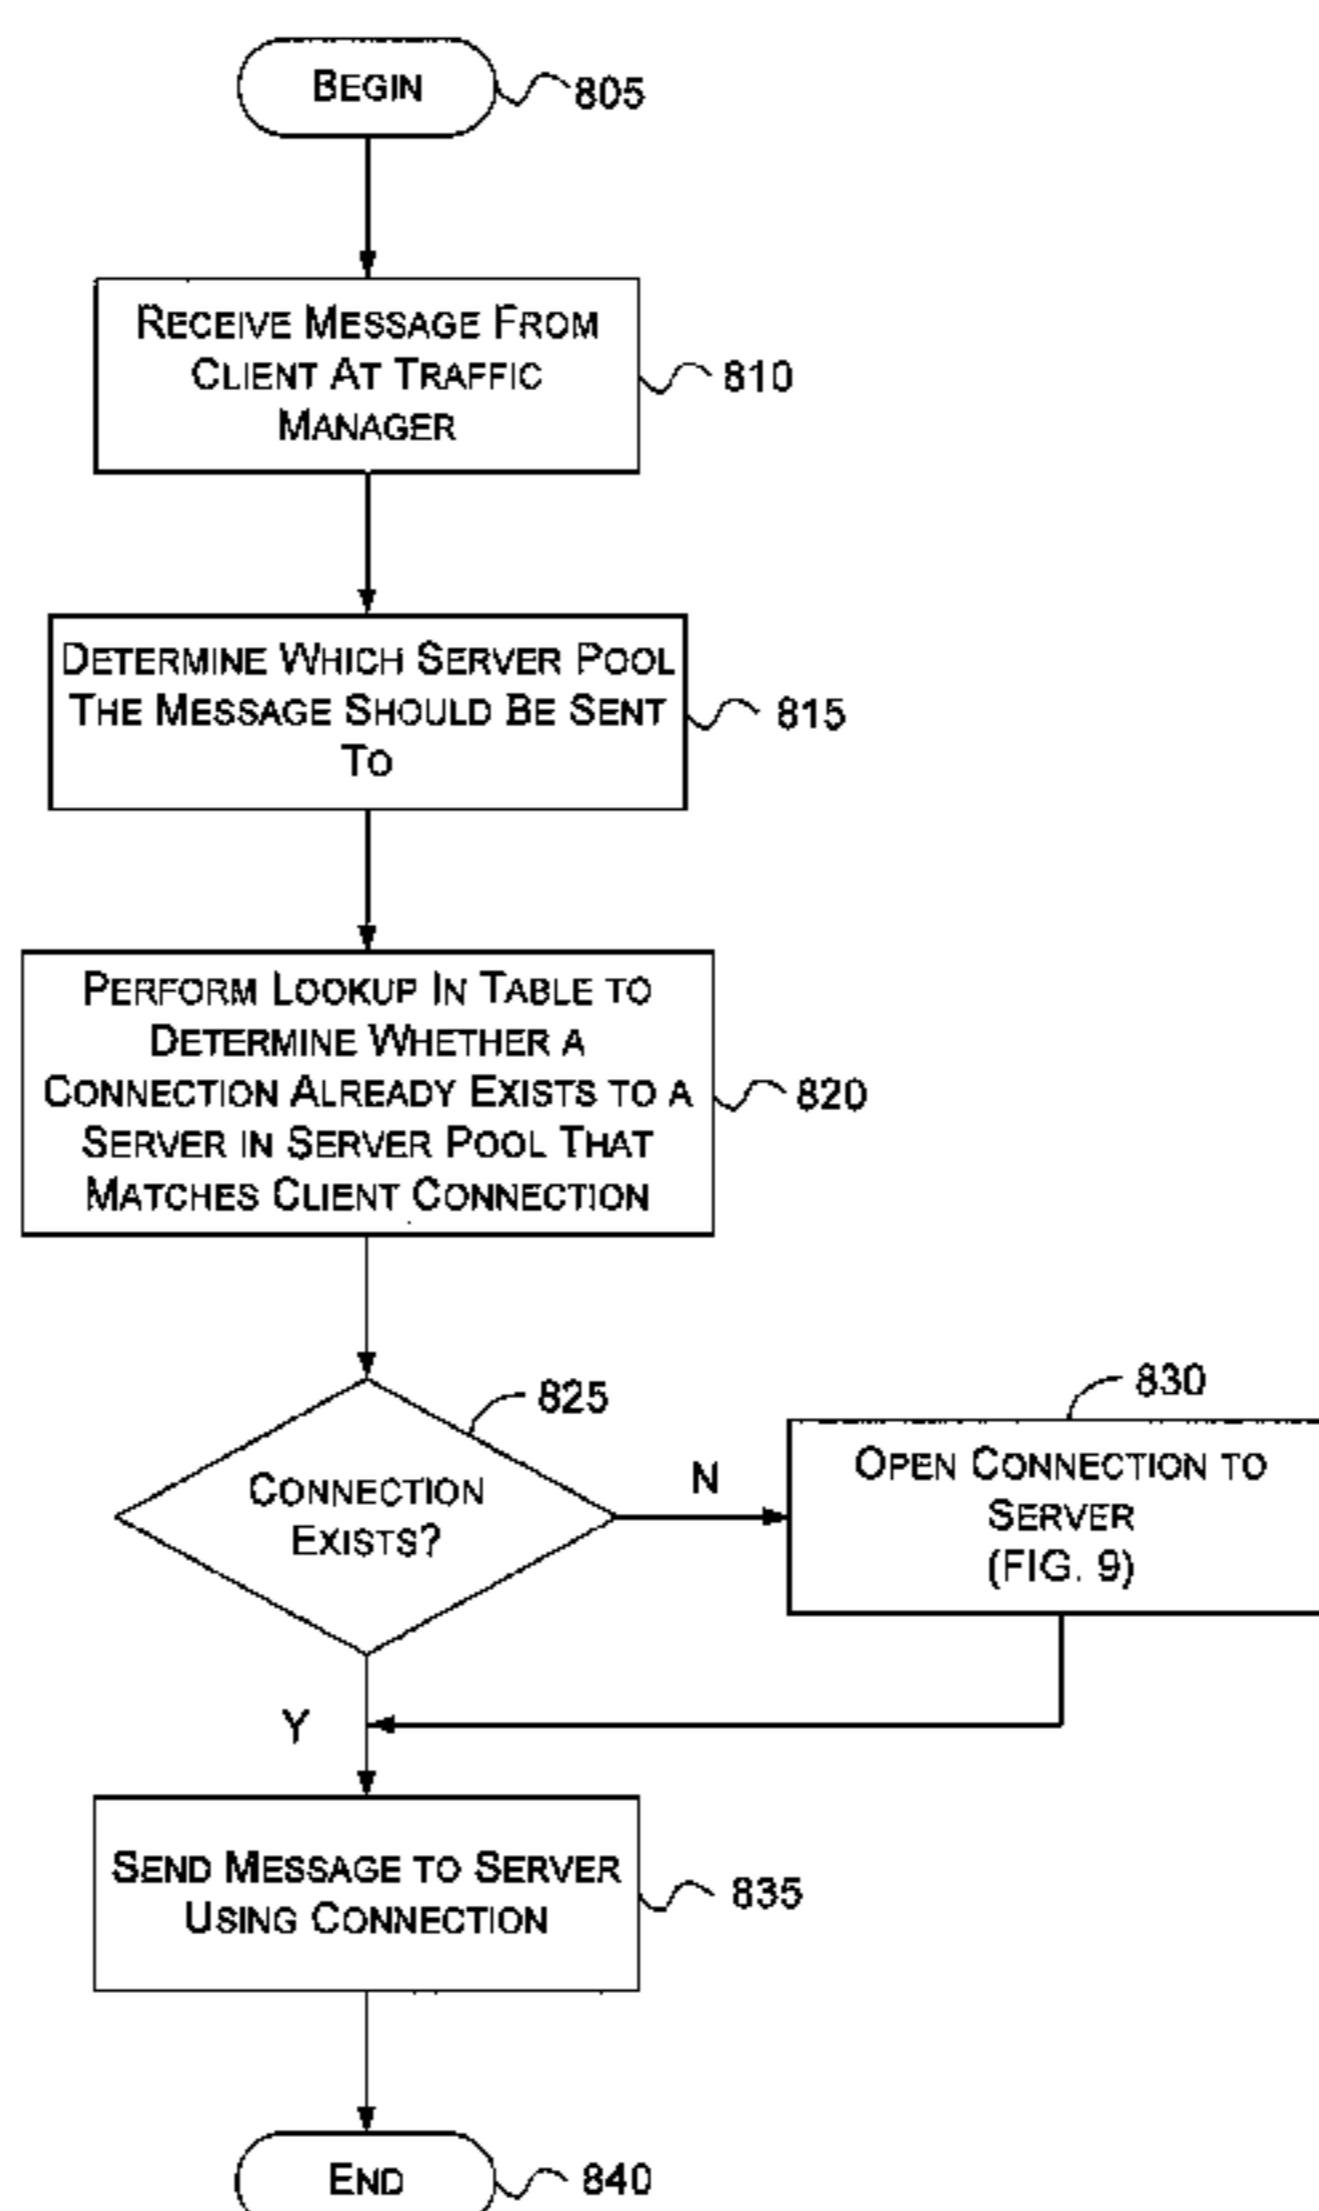 BEGIN
805
RECEIVE MESSAGE FROM
CLIENT AT TRAFFIC
MANAGER
810
DETERMINE WHICH SERVER POOL
THE MESSAGE SHOULD BE SENT
TO
815
PERFORM LOOKUP IN TABLE TO
DETERMINE WHETHER A
CONNECTION ALREADY EXISTS TO A
SERVER IN SERVER POOL THAT
MATCHES CLIENT CONNECTION
820
825
CONNECTION
EXISTS?
N
830
OPEN CONNECTION TO
SERVER
(FIG. 9)
Y
SEND MESSAGE TO SERVER
USING CONNECTION
835
END
840